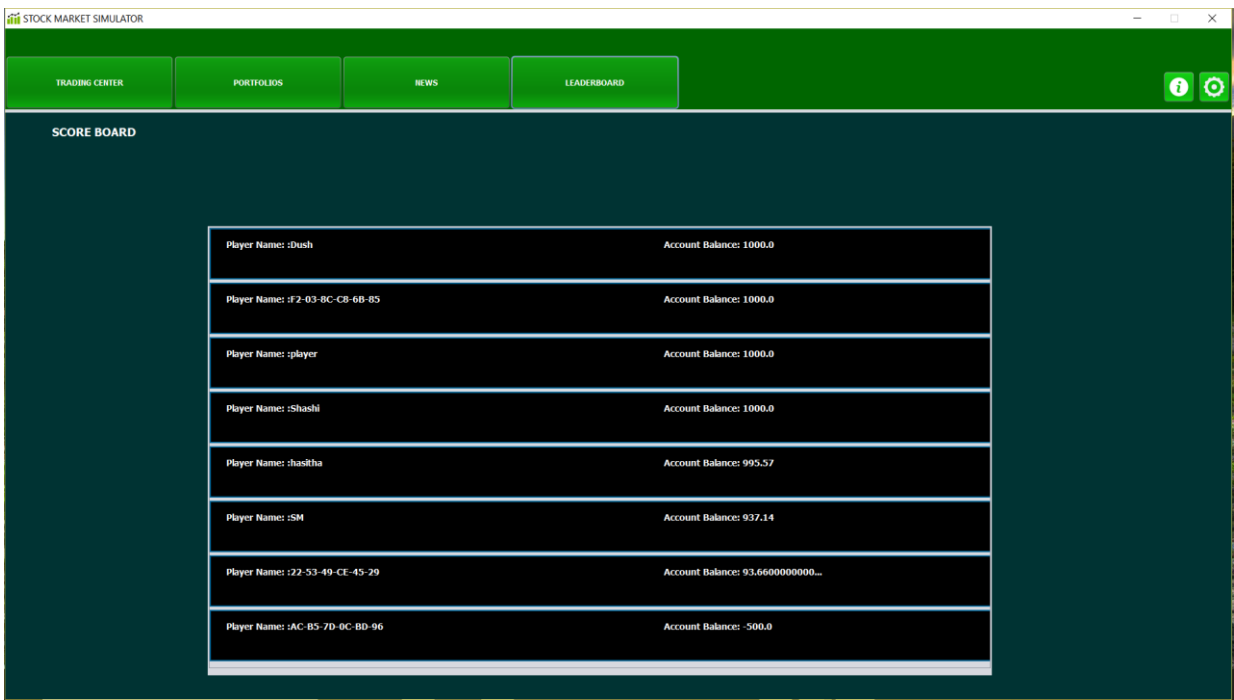 STOCK MARKET SIMULATOR
TRADING CENTER PORTFOLIOS NEWS LEADERBOARD
SCORE BOARD
Player Name: :Dush Account Balance: 1000.0
Player Name: :F2-03-8C-C8-6B-85 Account Balance: 1000.0
Player Name: :player Account Balance: 1000.0
Player Name: :Shashi Account Balance: 1000.0
Player Name: :hasitha Account Balance: 995.57
Player Name: :SM Account Balance: 937.14
Player Name: :22-53-49-CE-45-29 Account Balance: 93.6600000000...
Player Name: :AC-B5-7D-0C-BD-96 Account Balance: -500.0